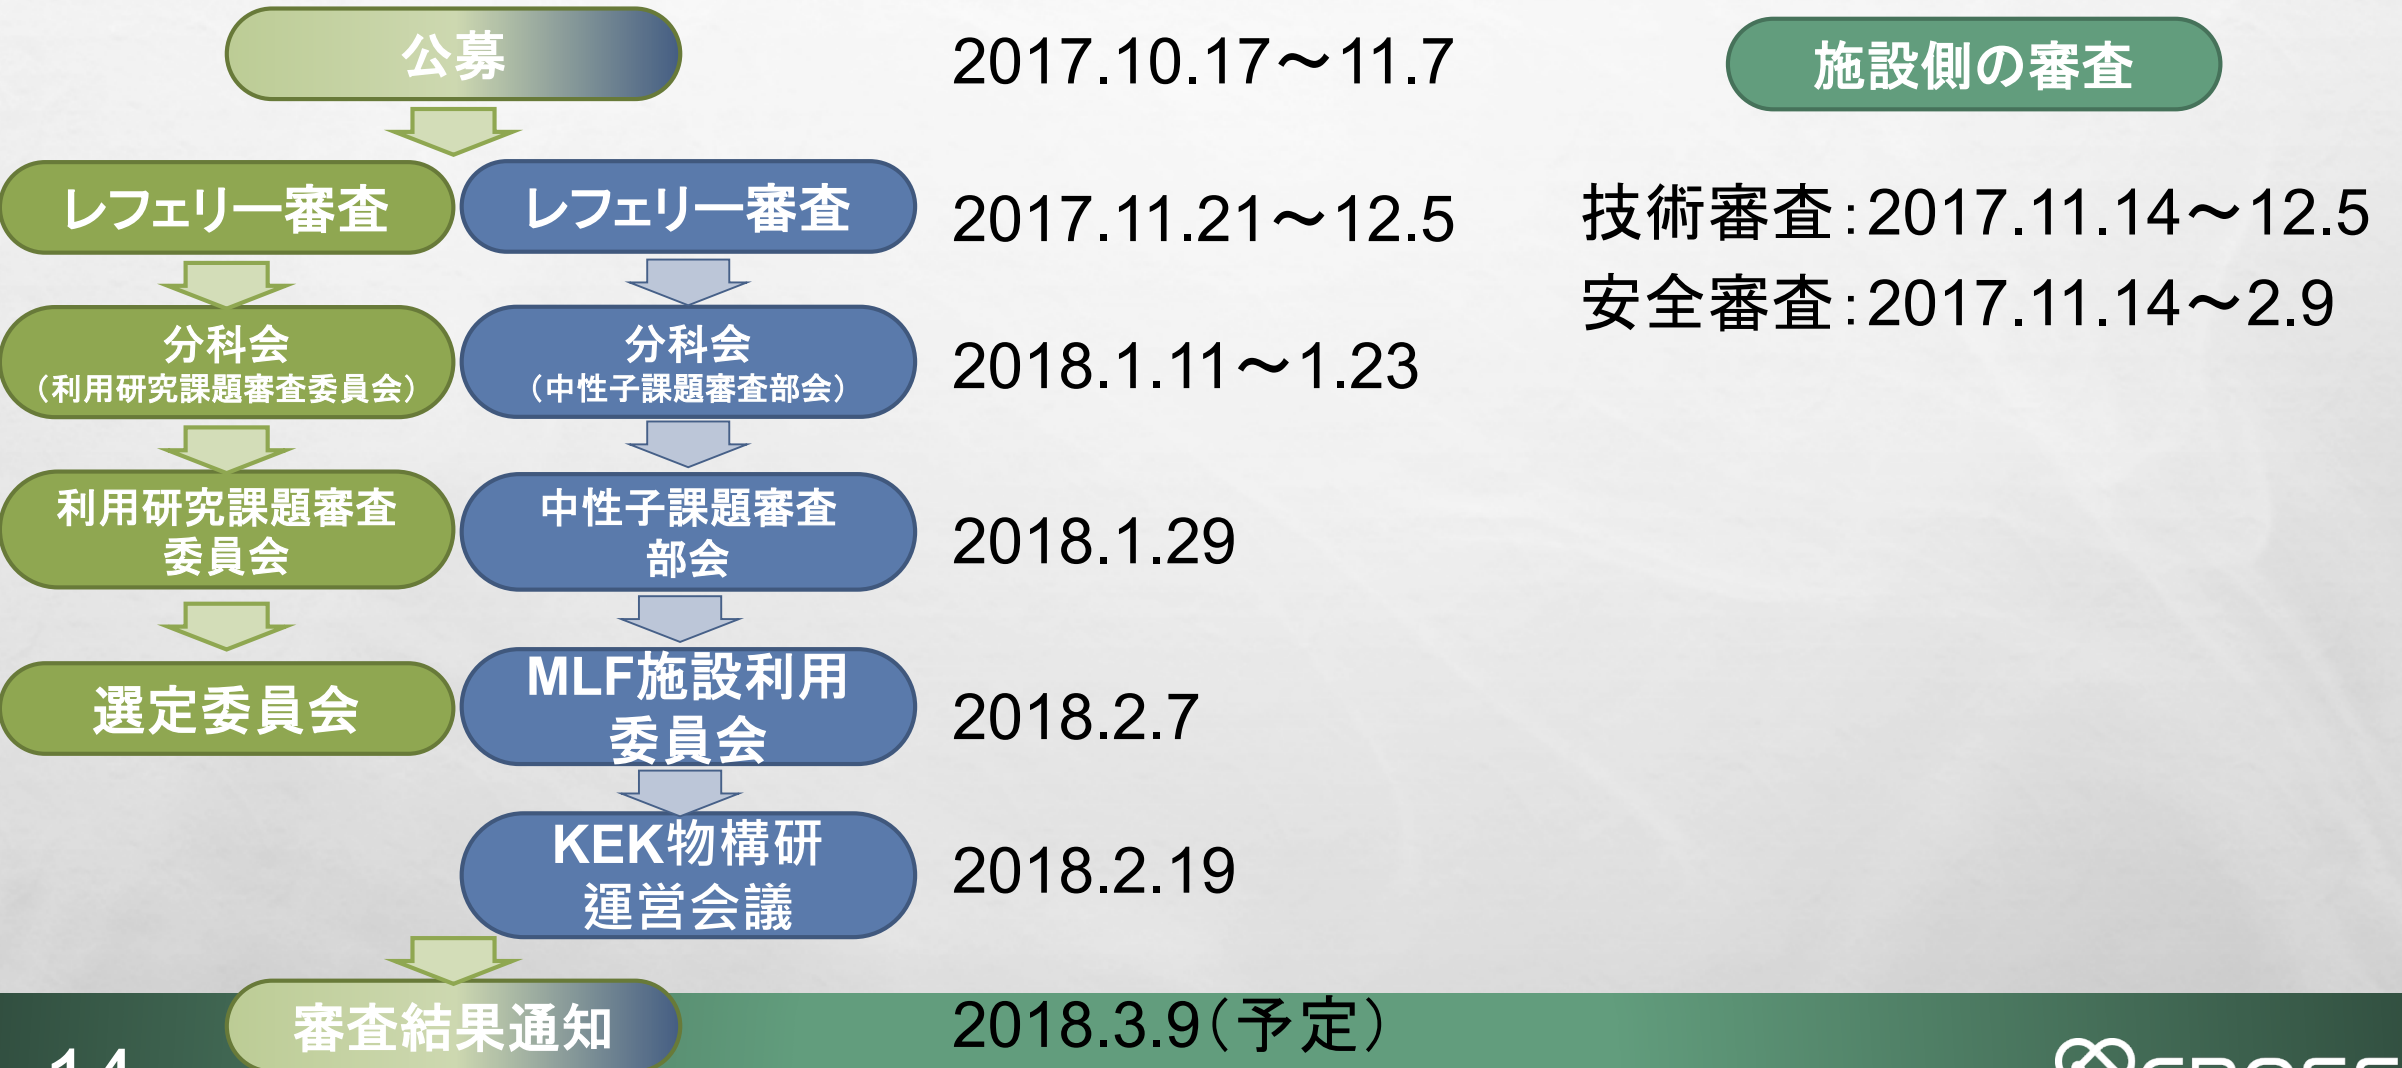 公募
2017.10.17～11.7
施設側の審査
レフェリー審査
レフェリー審査
2017.11.21～12.5
技術審査：2017.11.14～12.5
安全審査：2017.11.14～2.9
分科会
（利用研究課題審査委員会）
分科会
（中性子課題審査部会）
2018.1.11～1.23
利用研究課題審査
委員会
中性子課題審査
部会
2018.1.29
選定委員会
MLF施設利用
委員会
2018.2.7
KEK物構研
運営会議
2018.2.19
審査結果通知
2018.3.9（予定）
14
CROSS